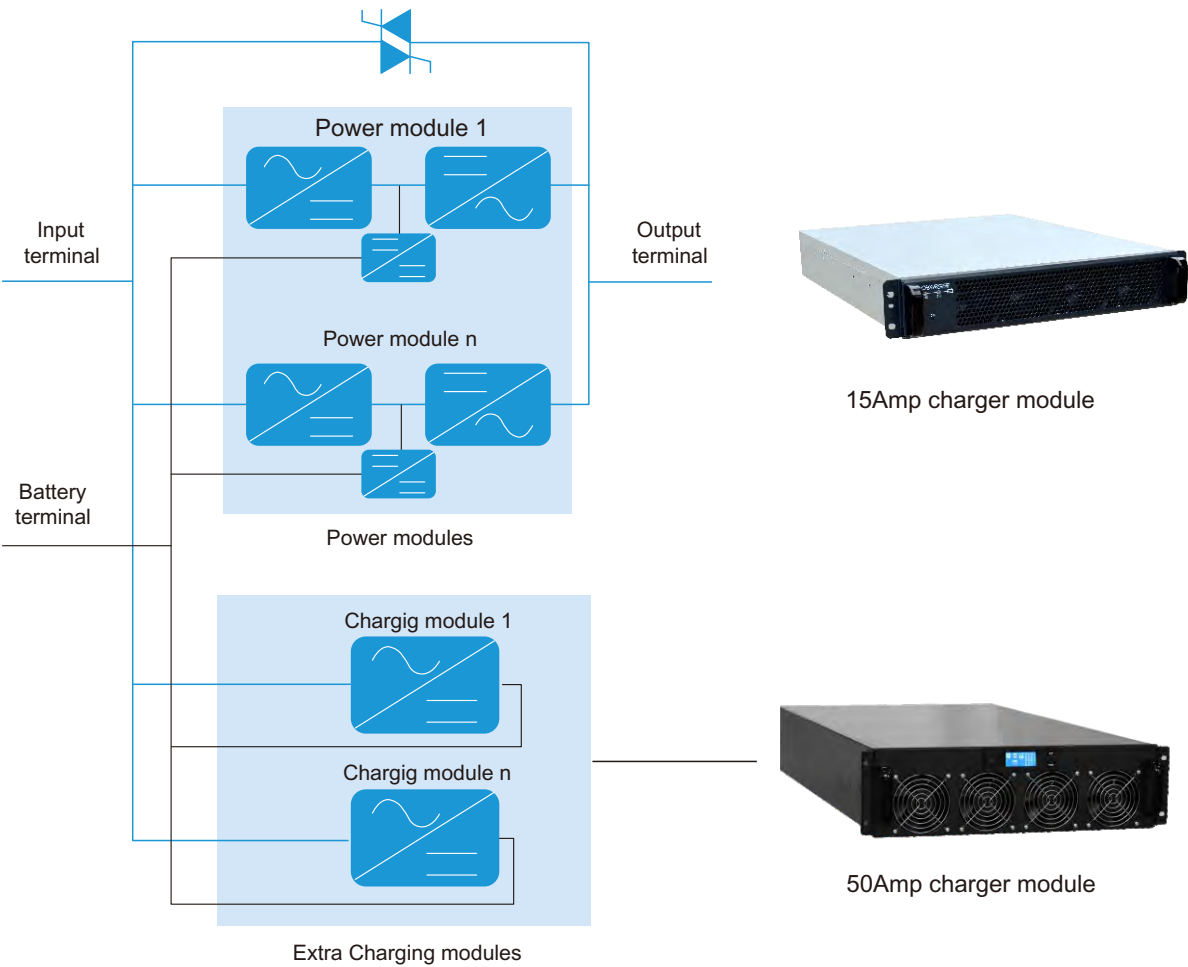 Power module 1
Input
terminal
Output
terminal
Power module n
15Amp charger module
Battery
terminal
Power modules
Chargig module 1
Chargig module n
50Amp charger module
Extra Charging modules